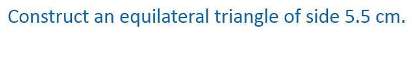 Construct an equilateral triangle of side 5.5 cm.